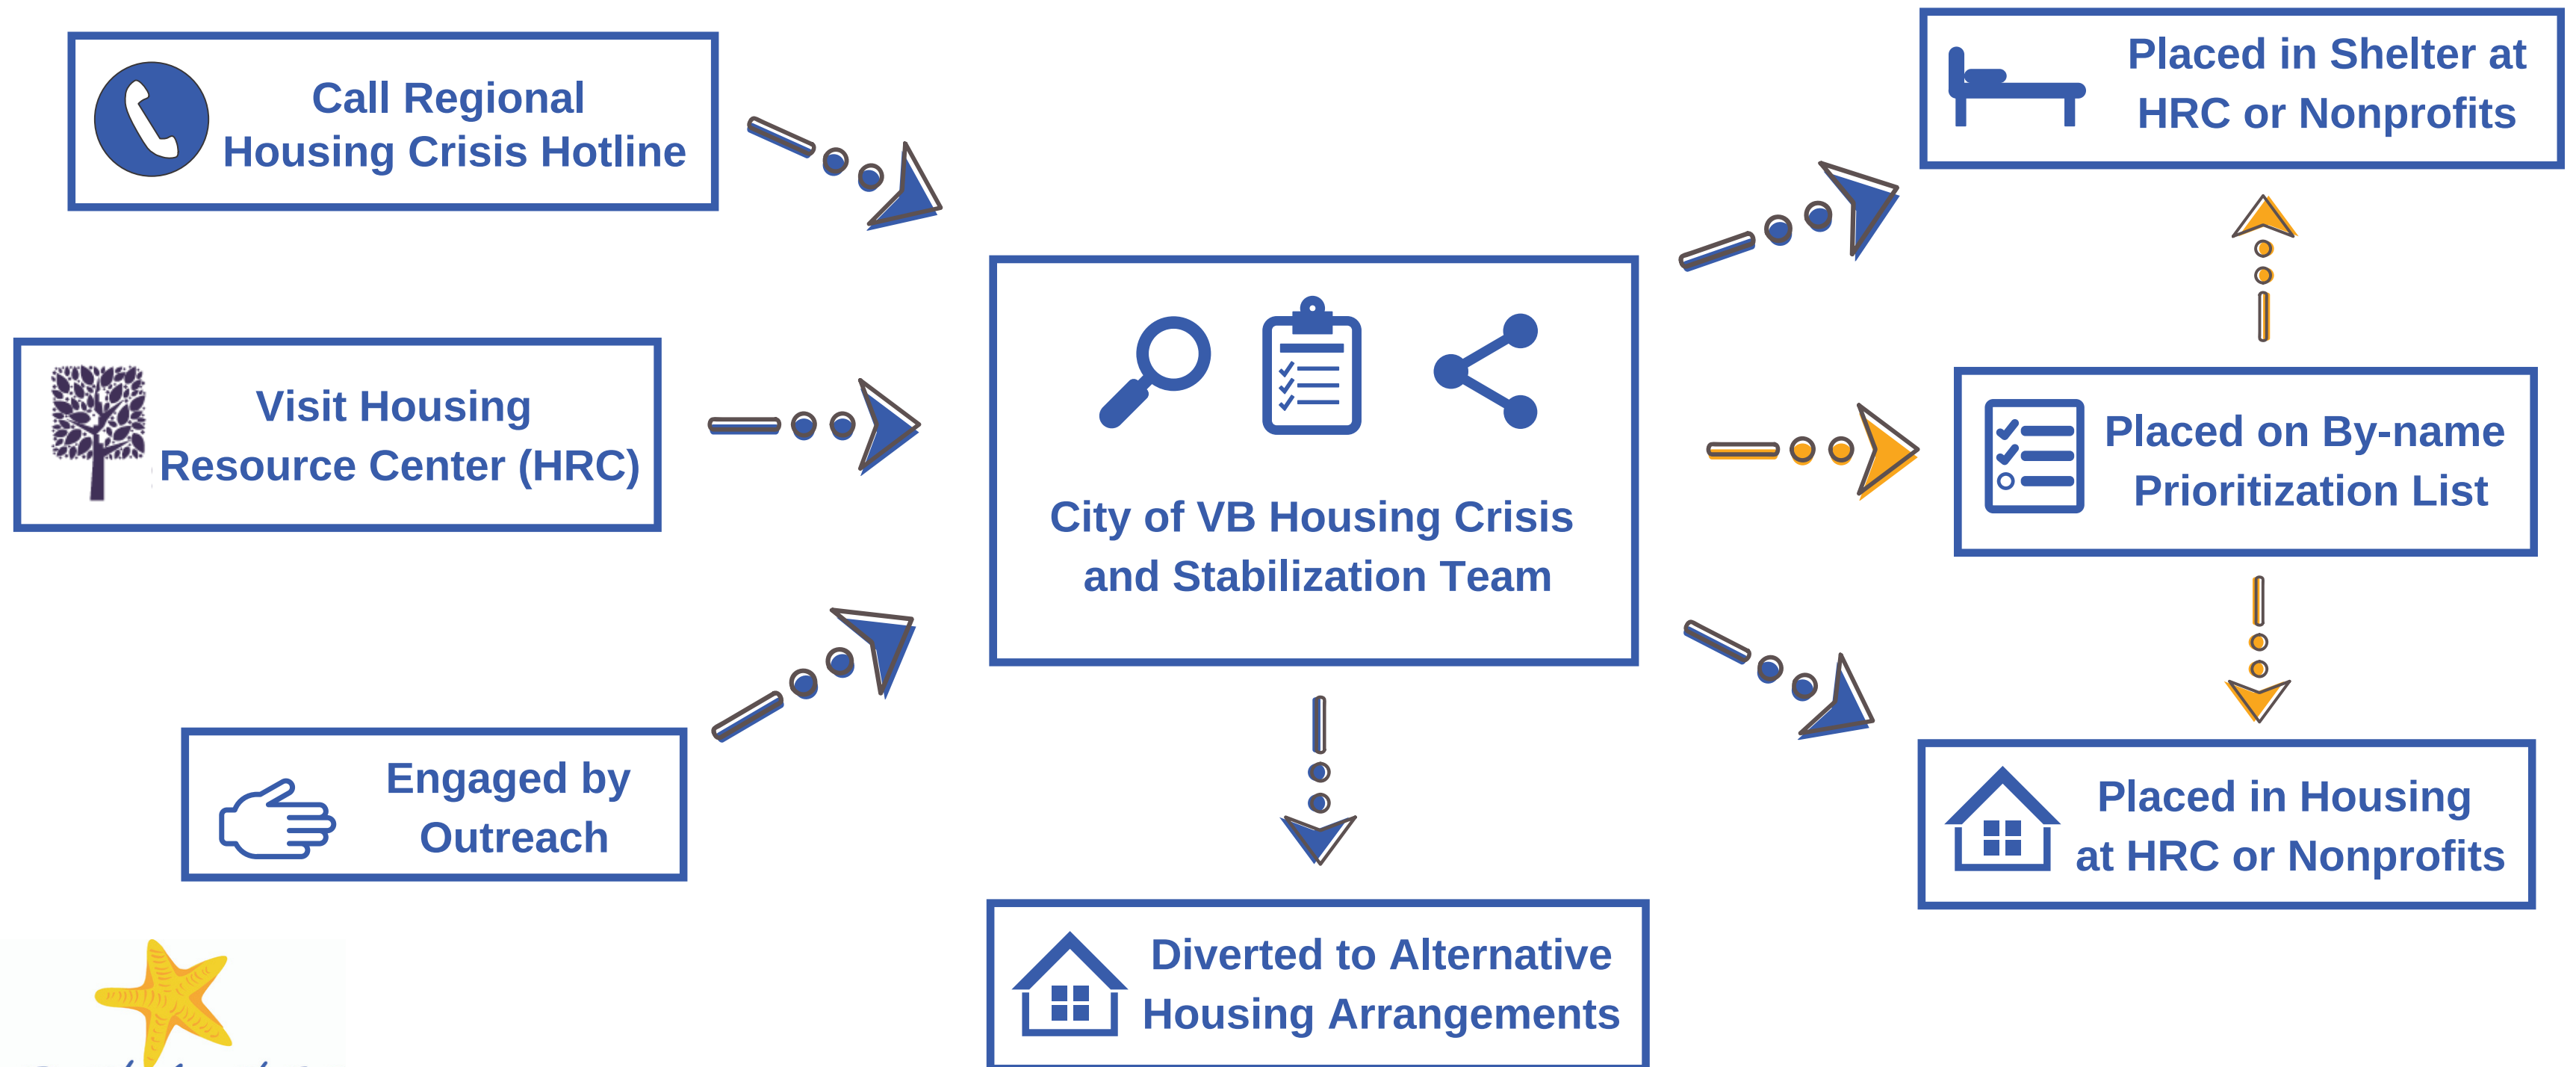 Call Regional
Housing Crisis Hotline
Visit Housing
Resource Center (HRC)
Engaged by
Outreach
City of VB Housing Crisis
and Stabilization Team
Diverted to Alternative
Housing Arrangements
Placed in Shelter at
HRC or Nonprofits
Placed on By-name
Prioritization List
Placed in Housing
at HRC or Nonprofits